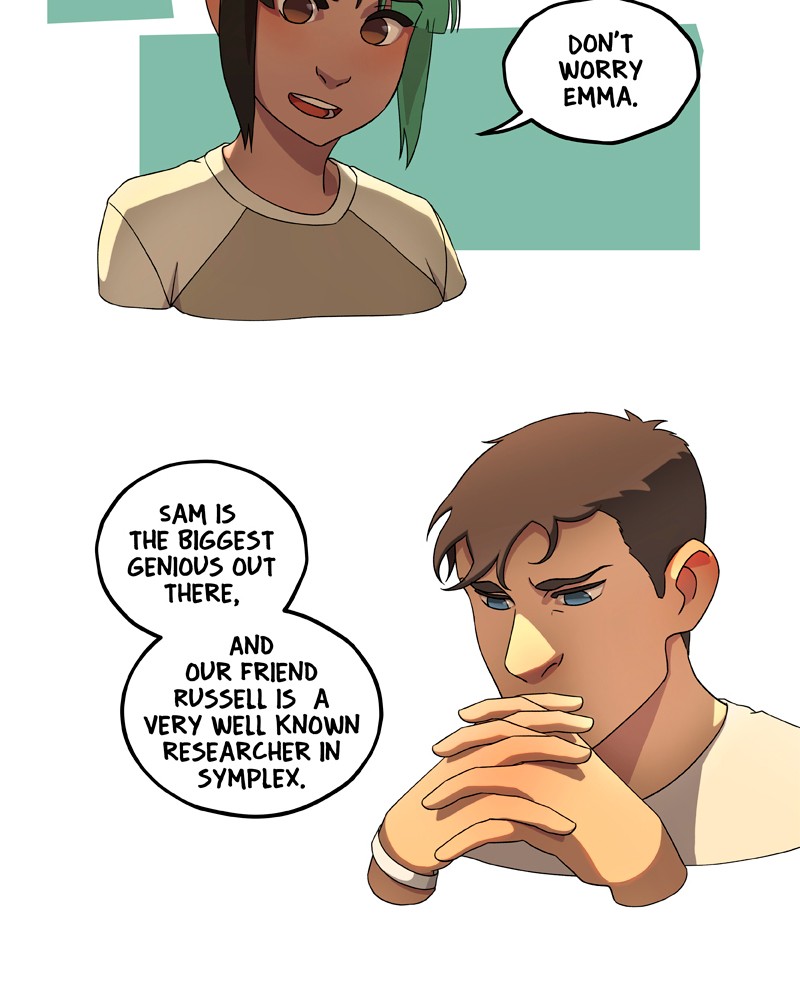 DON'T
WORRY
EMMA.
SAM IS
THE BIGGEST
GENIOUS OUT
THERE,
AND
OUR FRIEND
RUSSELL IS A
VERY WELL KNOWN
RESEARCHER IN
SYMPLEX.